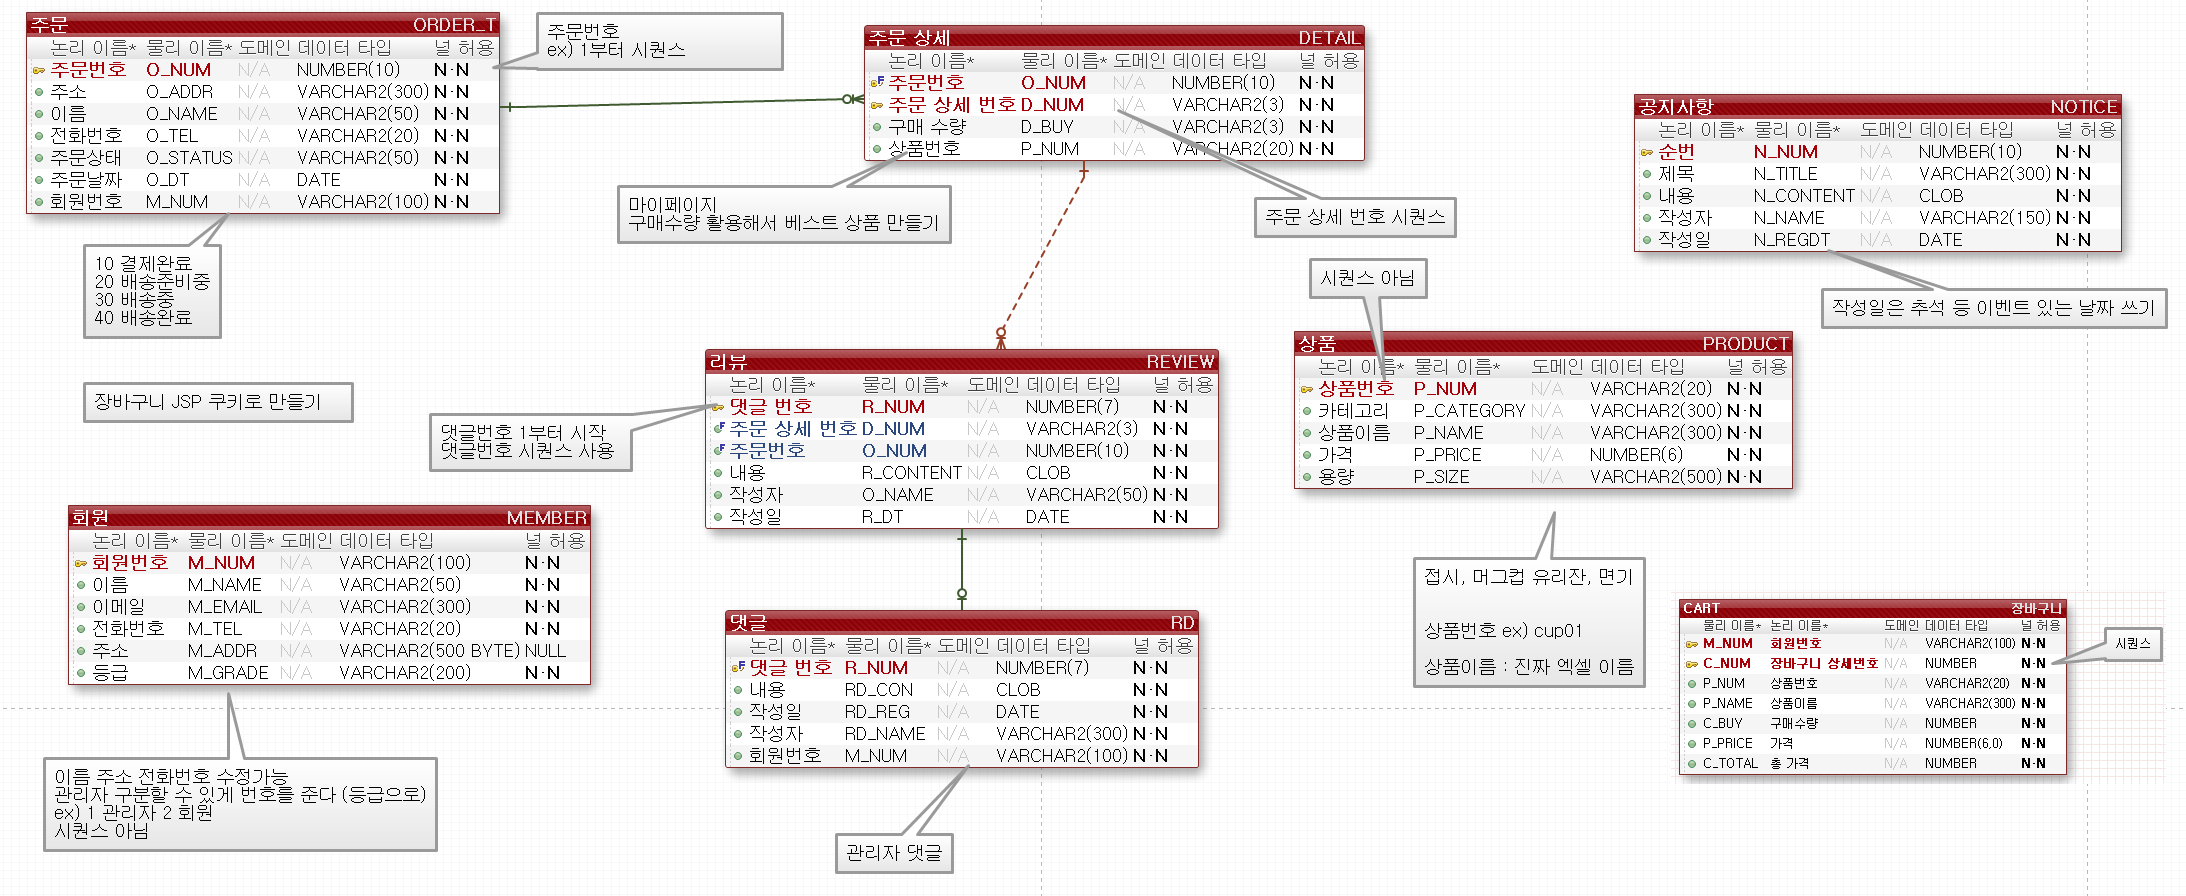 주문 ORDER_T
논리 이름* 물리 이름* 도메인 데이터 타입 널 허용
주문번호 O_NUM N/A NUMBER(10) N·N
주소 O_ADDR N/A VARCHAR2(300) N·N
이름 O_NAME N/A VARCHAR2(50) N·N
전화번호 O_TEL N/A VARCHAR2(20) N·N
주문상태 O_STATUS N/A VARCHAR2(50) N·N
주문날짜 O_DT N/A DATE N·N
회원번호 M_NUM N/A VARCHAR2(100) N·N
주문번호
ex) 1부터 시퀀스
10 결제완료
20 배송준비중
30 배송중
40 배송완료
장바구니 JSP 쿠키로 만들기
주문 상세 DETAIL
논리 이름* 물리 이름* 도메인 데이터 타입 널 허용
주문번호 O_NUM N/A NUMBER(10) N·N
주문 상세 번호 D_NUM N/A VARCHAR2(3) N·N
구매 수량 D_BUY N/A VARCHAR2(3) N·N
상품번호 P_NUM N/A VARCHAR2(20) N·N
마이페이지
구매수량 활용해서 베스트 상품 만들기
주문 상세 번호 시퀀스
공지사항 NOTICE
논리 이름* 물리 이름* 도메인 데이터 타입 널 허용
순번 N_NUM N/A NUMBER(10) N·N
제목 N_TITLE N/A VARCHAR2(300) N·N
내용 N_CONTENT N/A CLOB N·N
작성자 N_NAME N/A VARCHAR2(150) N·N
작성일 N_REGDT N/A DATE N·N
작성일은 추석 등 이벤트 있는 날짜 쓰기
시퀀스 아님
상품 PRODUCT
논리 이름* 물리 이름* 도메인 데이터 타입 널 허용
상품번호 P_NUM N/A VARCHAR2(20) N·N
카테고리 P_CATEGORY N/A VARCHAR2(300) N·N
상품이름 P_NAME N/A VARCHAR2(300) N·N
가격 P_PRICE N/A NUMBER(6) N·N
용량 P_SIZE N/A VARCHAR2(500) N·N
접시, 머그컵 유리잔, 면기
상품번호 ex) cup01
상품이름 : 진짜 엑셀 이름
리뷰 REVIEW
논리 이름* 물리 이름* 도메인 데이터 타입 널 허용
댓글 번호 R_NUM N/A NUMBER(7) N·N
주문 상세 번호 D_NUM N/A VARCHAR2(3) N·N
주문번호 O_NUM N/A NUMBER(10) N·N
내용 R_CONTENT N/A CLOB N·N
작성자 O_NAME N/A VARCHAR2(50) N·N
작성일 R_DT N/A DATE N·N
댓글번호 1부터 시작
댓글번호 시퀀스 사용
회원 MEMBER
논리 이름* 물리 이름* 도메인 데이터 타입 널 허용
회원번호 M_NUM N/A VARCHAR2(100) N·N
이름 M_NAME N/A VARCHAR2(50) N·N
이메일 M_EMAIL N/A VARCHAR2(300) N·N
전화번호 M_TEL N/A VARCHAR2(20) N·N
주소 M_ADDR N/A VARCHAR2(500 BYTE) NULL
등급 M_GRADE N/A VARCHAR2(200) N·N
이름 주소 전화번호 수정가능
관리자 구분할 수 있게 번호를 준다 (등급으로)
ex) 1 관리자 2 회원
시퀀스 아님
댓글 RD
논리 이름* 물리 이름* 도메인 데이터 타입 널 허용
댓글 번호 R_NUM N/A NUMBER(7) N·N
내용 RD_CON N/A CLOB N·N
작성일 RD_REG N/A DATE N·N
작성자 RD_NAME N/A VARCHAR2(300) N·N
회원번호 M_NUM N/A VARCHAR2(100) N·N
관리자 댓글
CART 장바구니
물리 이름* 논리 이름* 도메인 데이터 타입 널 허용
M_NUM 회원번호 N/A VARCHAR2(100) N·N
C_NUM 장바구니 상세번호 N/A NUMBER N·N
P_NUM 상품번호 N/A VARCHAR2(20) N·N
P_NAME 상품이름 N/A VARCHAR2(300) N·N
C_BUY 구매수량 N/A NUMBER N·N
P_PRICE 가격 N/A NUMBER(6,0) N·N
C_TOTAL 총 가격 N/A NUMBER N·N
시퀀스